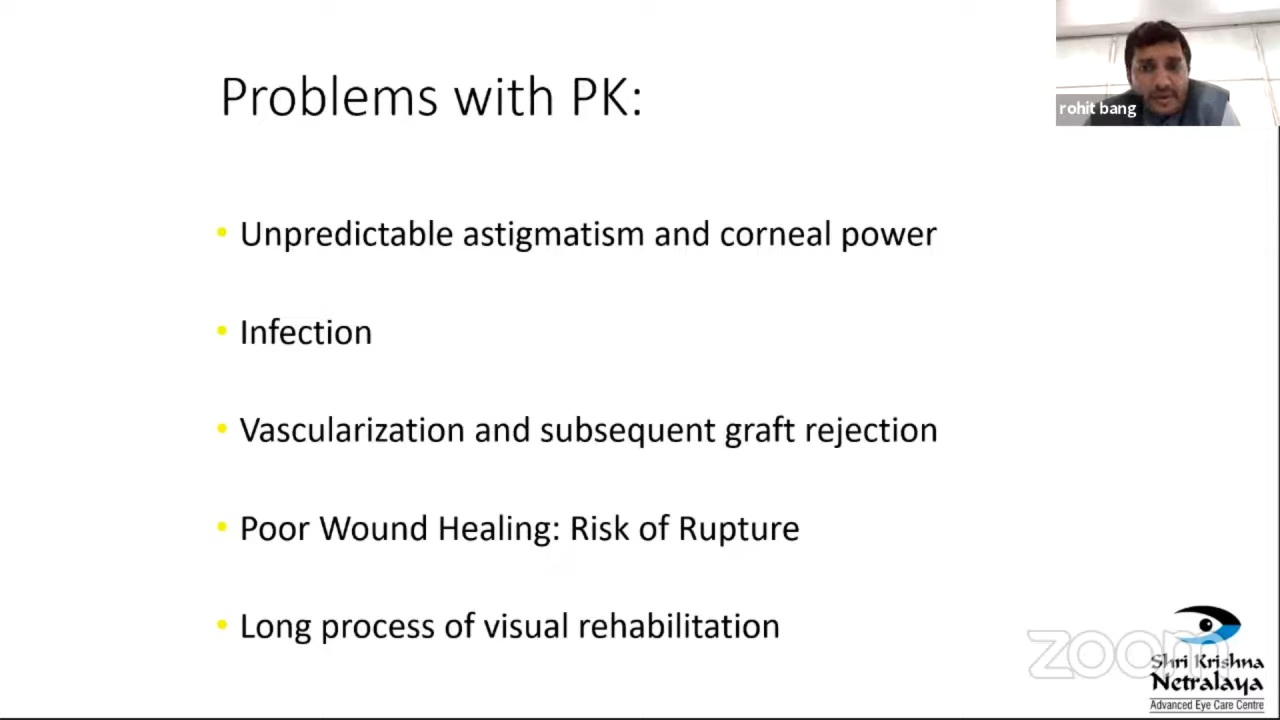 Problems with PK:
rohit bang
• Unpredictable astigmatism and corneal power
• Infection
• Vascularization and subsequent graft rejection
• Poor Wound Healing: Risk of Rupture
• Long process of visual rehabilitation
zoom
Shri Krishna
Netralaya
Advanced Eye Care Centre